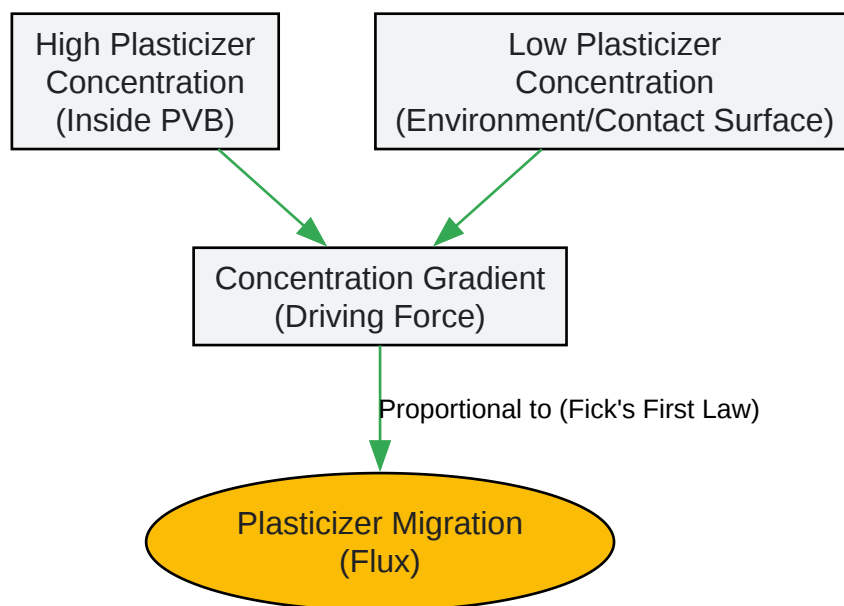 High Plasticizer
Concentration
(Inside PVB)
Low Plasticizer
Concentration
(Environment/Contact Surface)
Concentration Gradient
(Driving Force)
Proportional to (Fick's First Law)
Plasticizer Migration
(Flux)